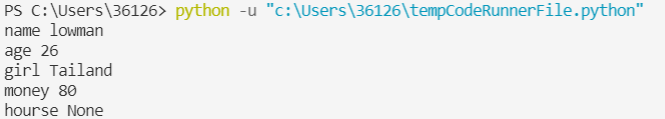 PS C:\Users\36126> python -u "c:\Users\36126\tempCodeRunnerFile.python"
name lowman
age 26
girl Tailand
money 80
hourse None